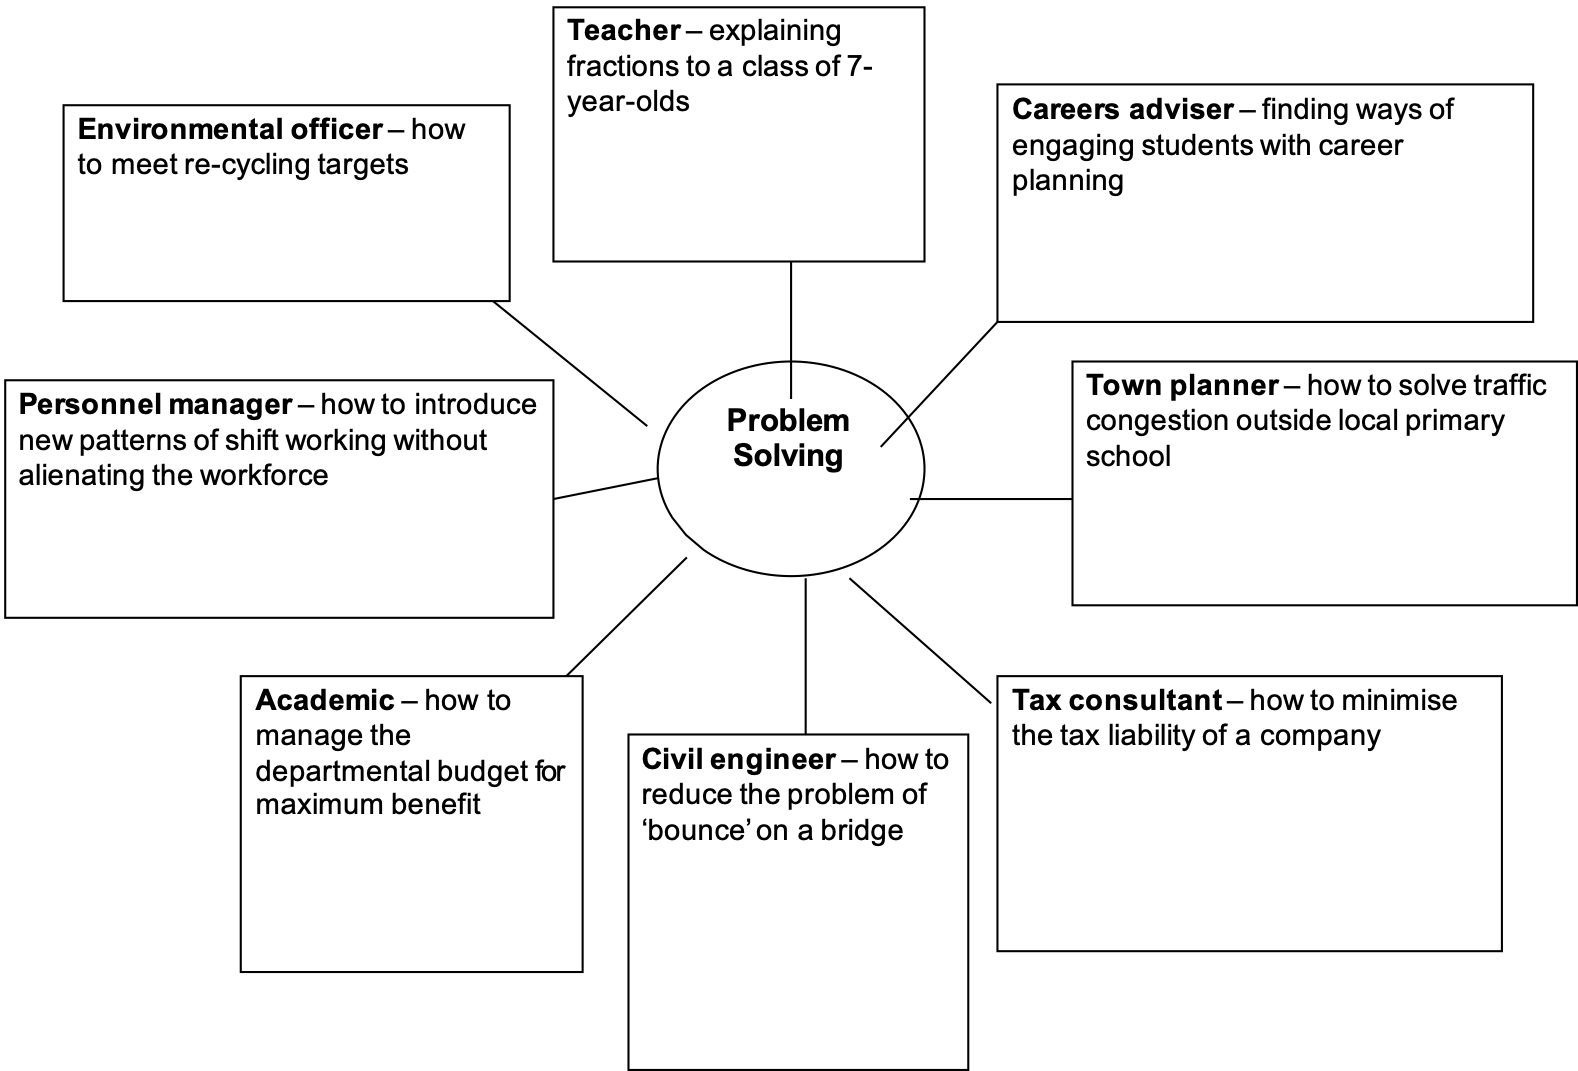 Teacher – explaining
fractions to a class of 7-
year-olds
Careers adviser – finding ways of
engaging students with career
planning
Environmental officer – how
to meet re-cycling targets
Town planner – how to solve traffic
congestion outside local primary
school
Personnel manager – how to introduce
new patterns of shift working without
alienating the workforce
Problem
Solving
Academic – how to
manage the
departmental budget for
maximum benefit
Civil engineer – how to
reduce the problem of
‘bounce’ on a bridge
Tax consultant – how to minimise
the tax liability of a company